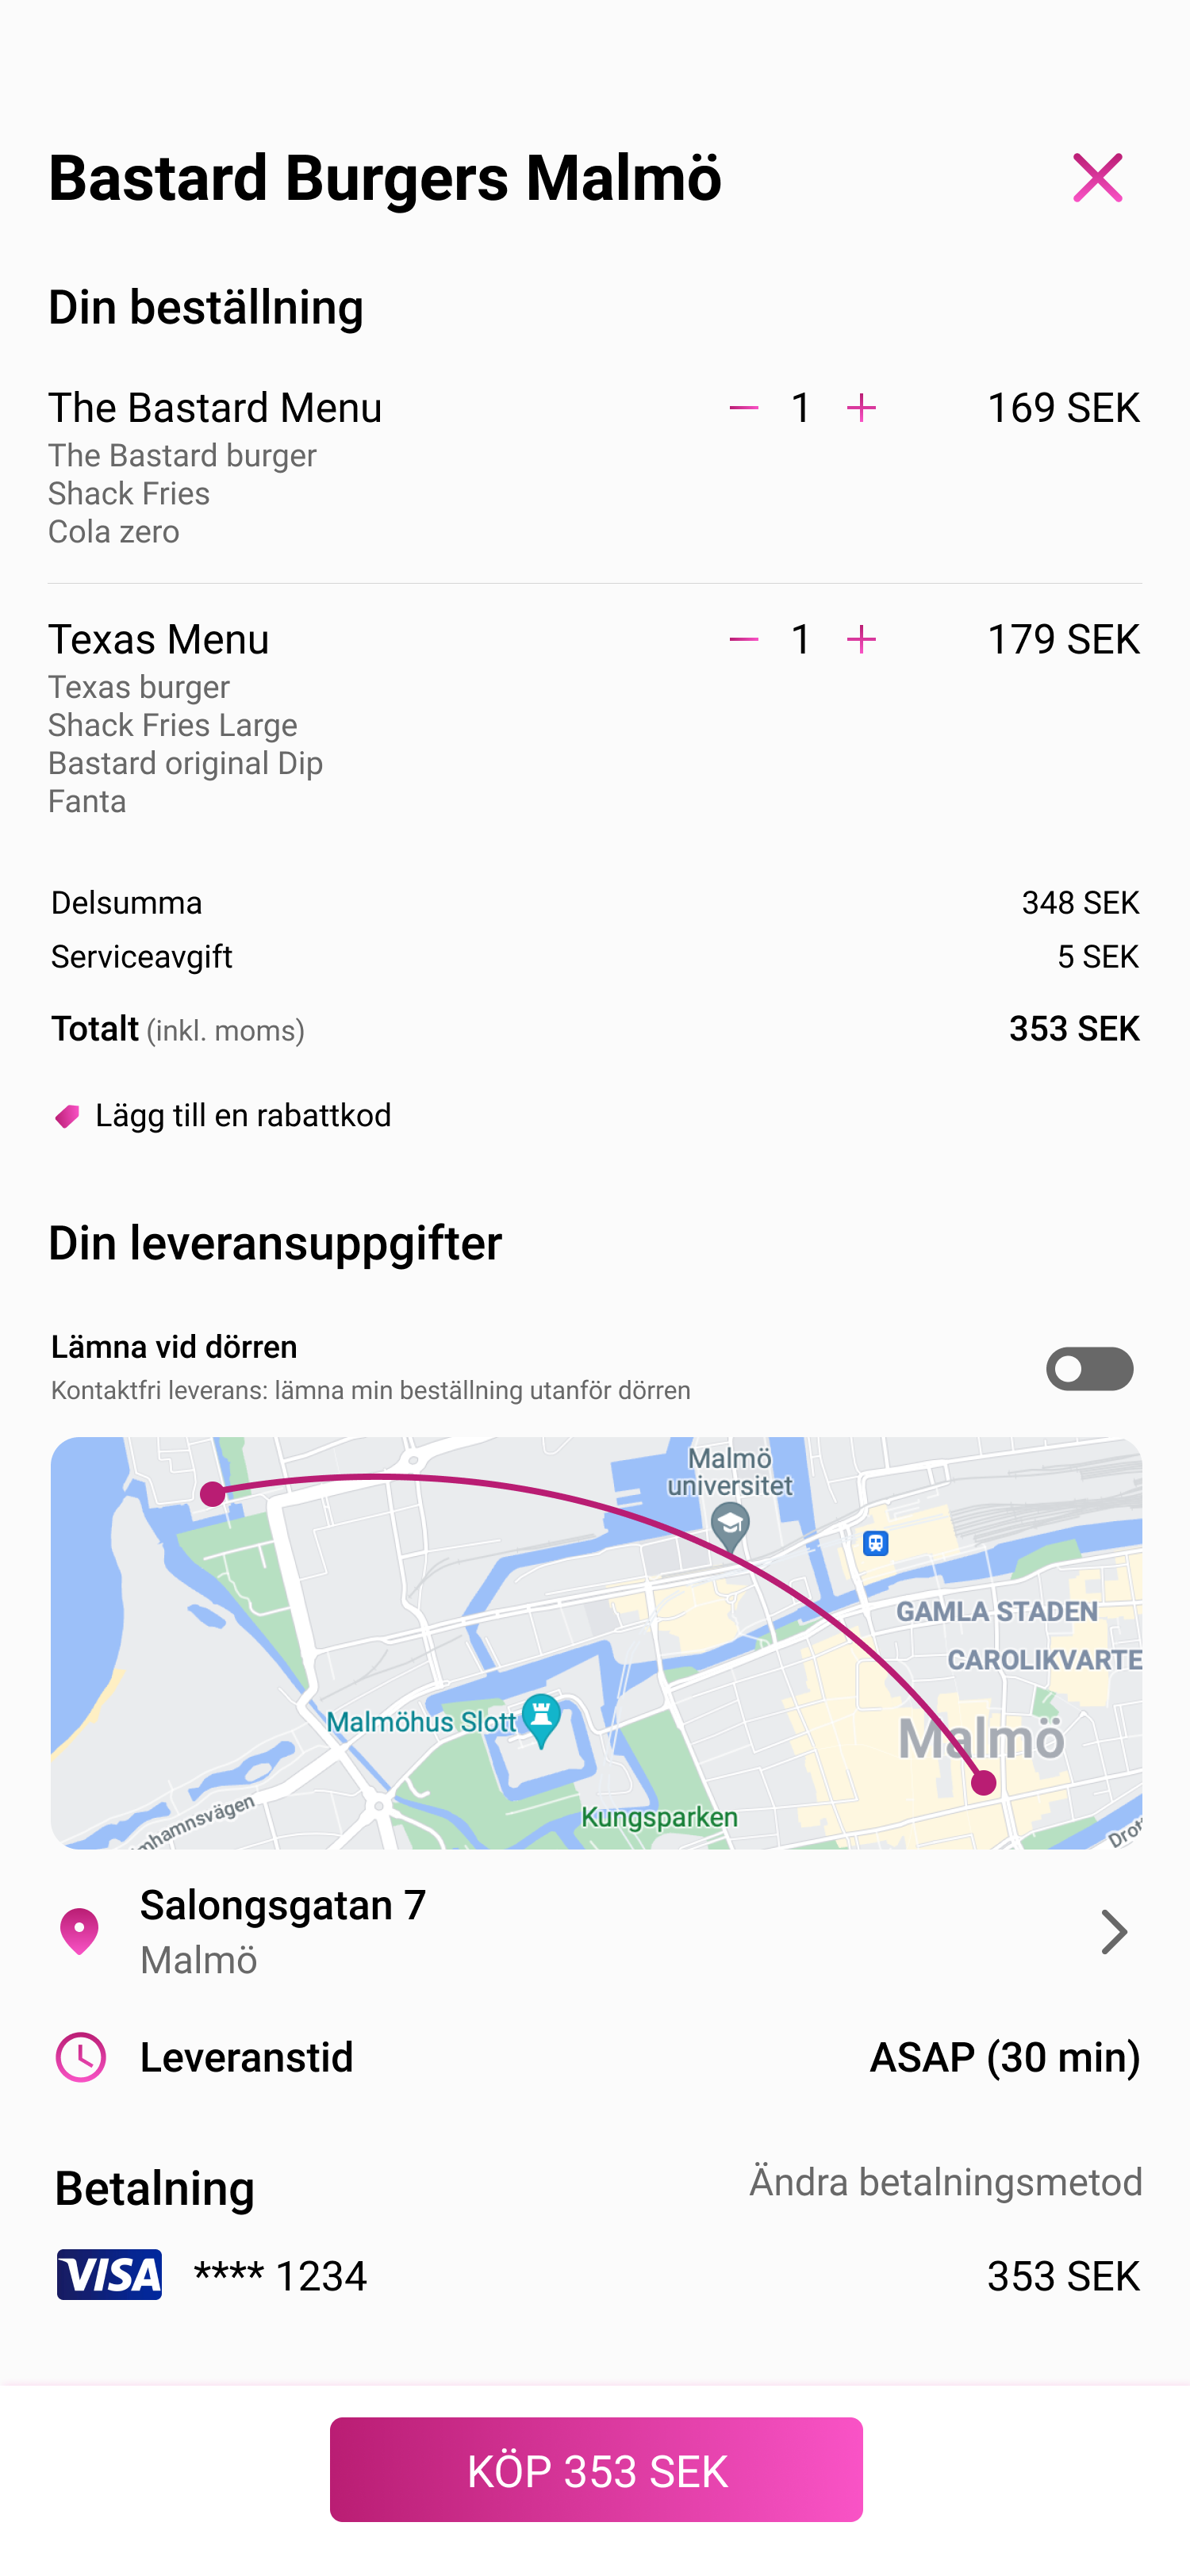 Bastard Burgers Malmö
Din beställning
The Bastard Menu 1 169 SEK
The Bastard burger
Shack Fries
Cola zero
Texas Menu 1 179 SEK
Texas burger
Shack Fries Large
Bastard original Dip
Fanta
Delsumma 348 SEK
Serviceavgift 5 SEK
Totalt (inkl. moms) 353 SEK
Lägg till en rabattkod
Din leveransuppgifter
Lämna vid dörren
Kontaktfri leverans: lämna min beställning utanför dörren
Malmö
universitet
GAMLA STADEN
CAROLIKVARTE
Malmöhus Slott
Malmö
Kungsparken
mhamnsvägen
Drot
Salongsgatan 7
Malmö
Leveranstid ASAP (30 min)
Betalning Ändra betalningsmetod
VISA **** 1234 353 SEK
KÖP 353 SEK